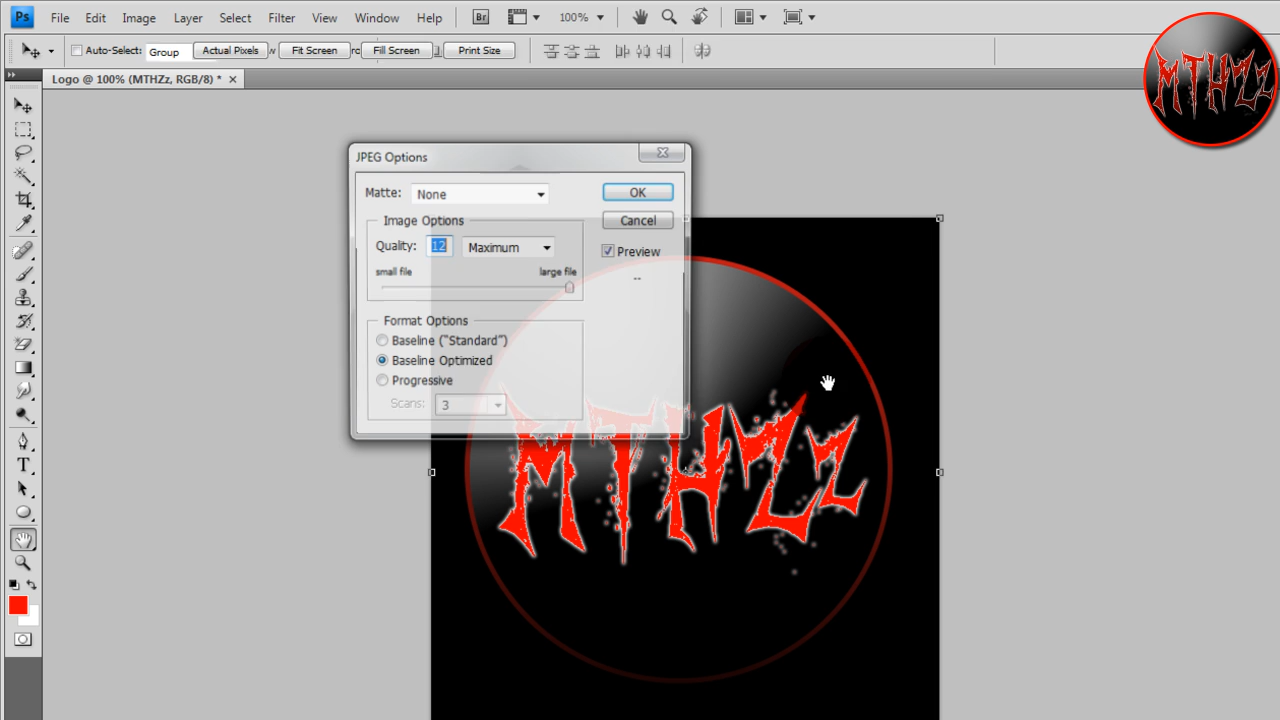 Ps File Edit Image Layer Select Filter View Window Help Br 100%
Auto-Select: Group Actual Pixels Fit Screen Fill Screen Print Size
Logo @ 100% (MTHZz, RGB/8) *
MTHZz
JPEG Options
Matte: None OK
Image Options Cancel
Quality: 12 Maximum Preview
small file large file
--
Format Options
Baseline ("Standard")
Baseline Optimized
Progressive
Scans: 3
MTHZz
T